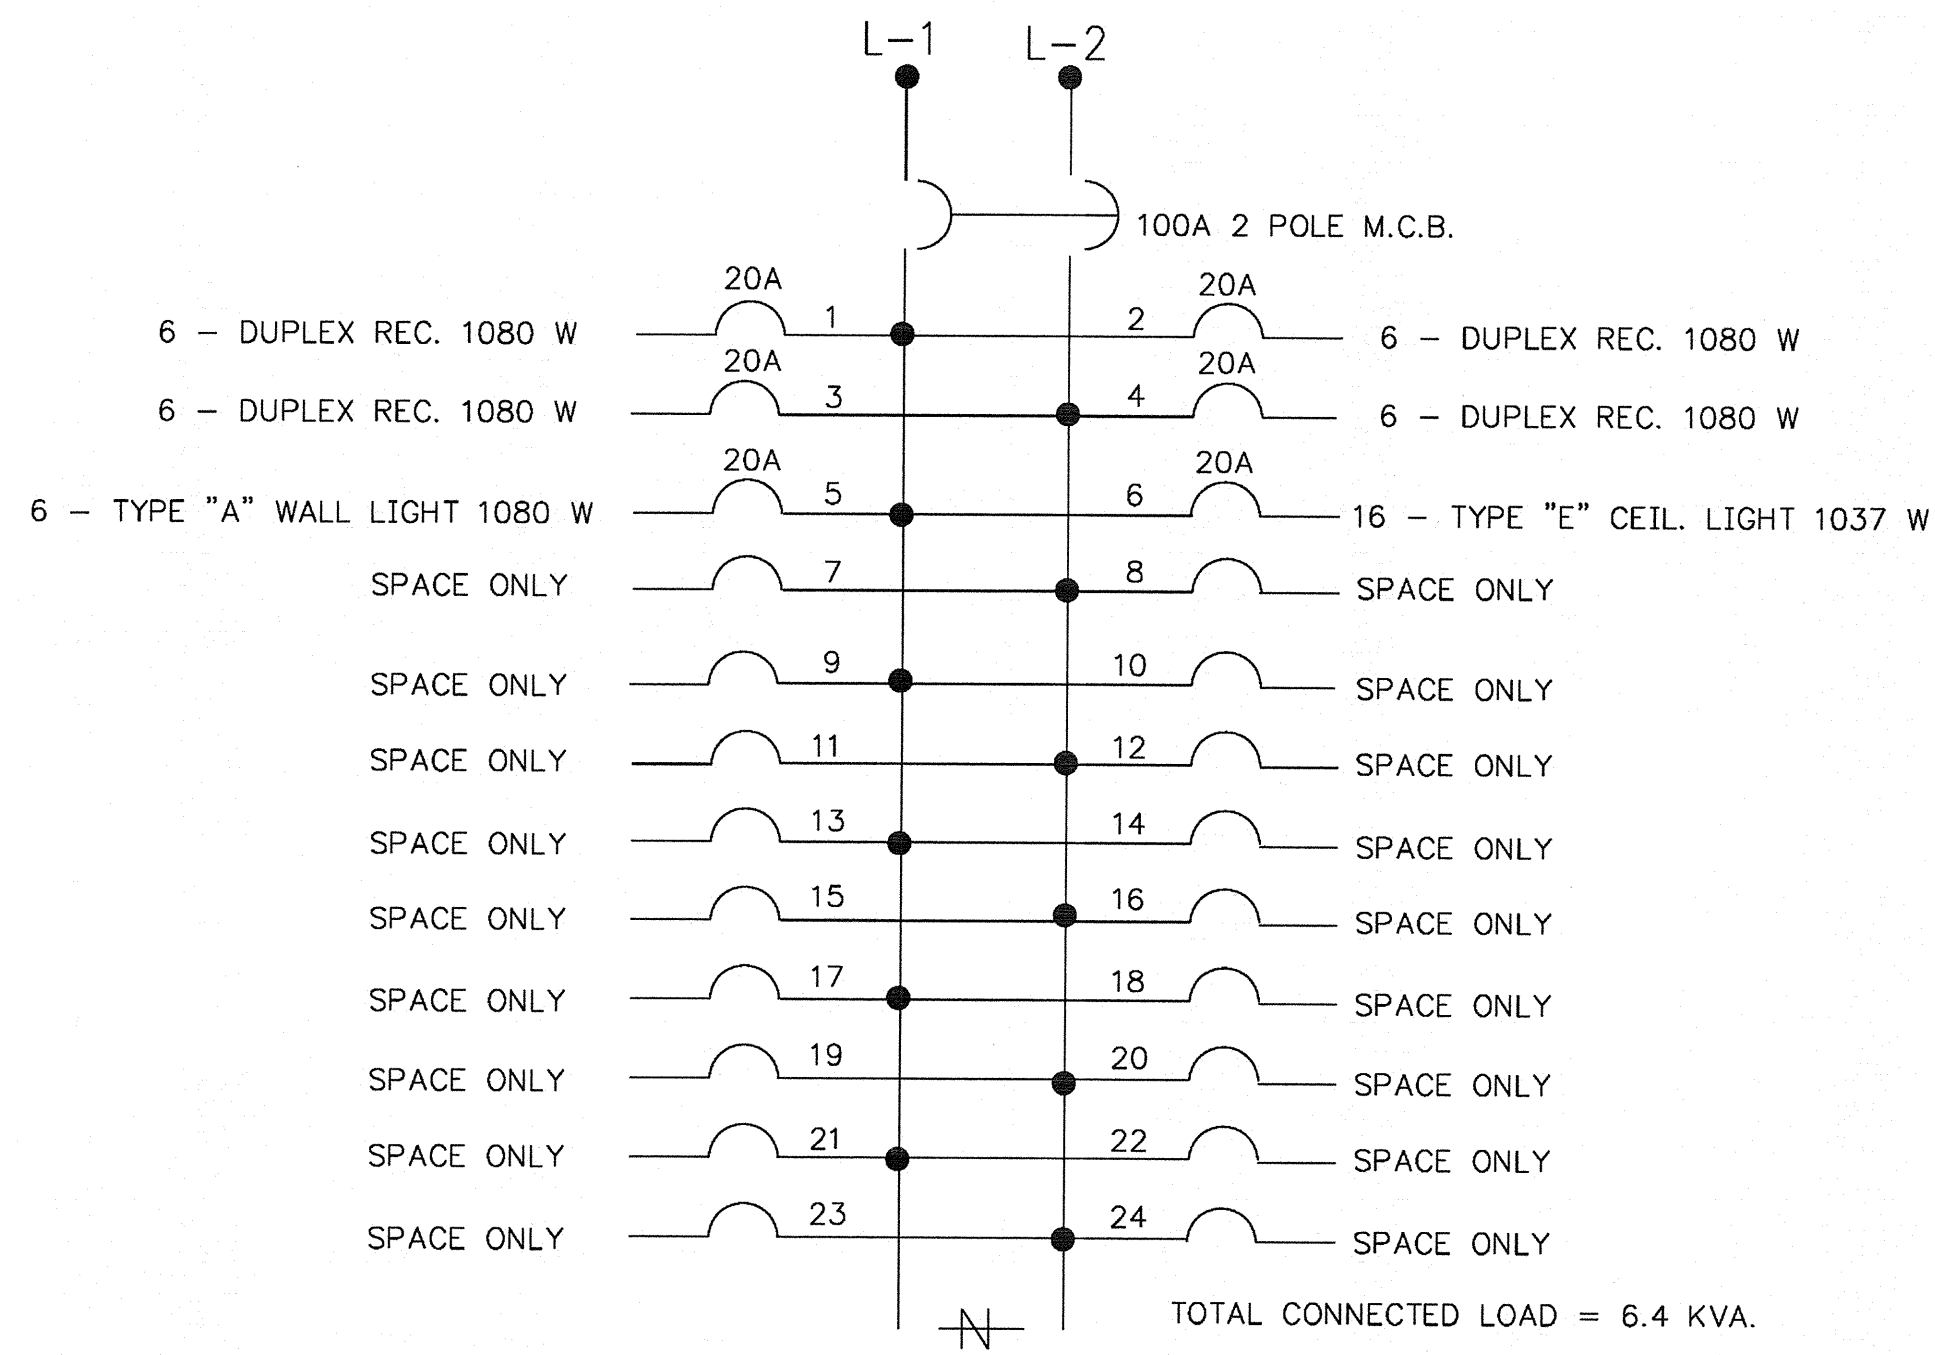 L-1 L-2
100A 2 POLE M.C.B.
20A 20A
6 - DUPLEX REC. 1080 W 1 2 6 - DUPLEX REC. 1080 W
20A 20A
6 - DUPLEX REC. 1080 W 3 4 6 - DUPLEX REC. 1080 W
20A 20A
6 - TYPE "A" WALL LIGHT 1080 W 5 6 16 - TYPE "E" CEIL. LIGHT 1037 W
SPACE ONLY 7 8 SPACE ONLY
SPACE ONLY 9 10 SPACE ONLY
SPACE ONLY 11 12 SPACE ONLY
SPACE ONLY 13 14 SPACE ONLY
SPACE ONLY 15 16 SPACE ONLY
SPACE ONLY 17 18 SPACE ONLY
SPACE ONLY 19 20 SPACE ONLY
SPACE ONLY 21 22 SPACE ONLY
SPACE ONLY 23 24 SPACE ONLY
N
TOTAL CONNECTED LOAD = 6.4 KVA.